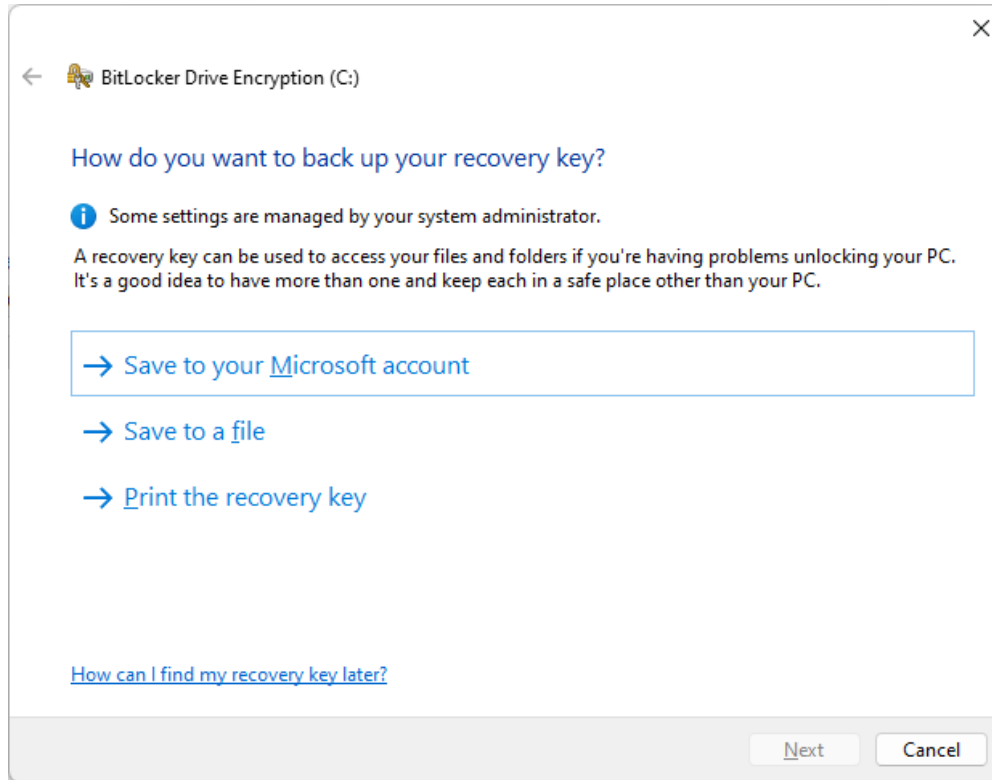 BitLocker Drive Encryption (C:)
How do you want to back up your recovery key?
Some settings are managed by your system administrator.
A recovery key can be used to access your files and folders if you're having problems unlocking your PC.
It's a good idea to have more than one and keep each in a safe place other than your PC.
Save to your Microsoft account
Save to a file
Print the recovery key
How can I find my recovery key later?
Next
Cancel